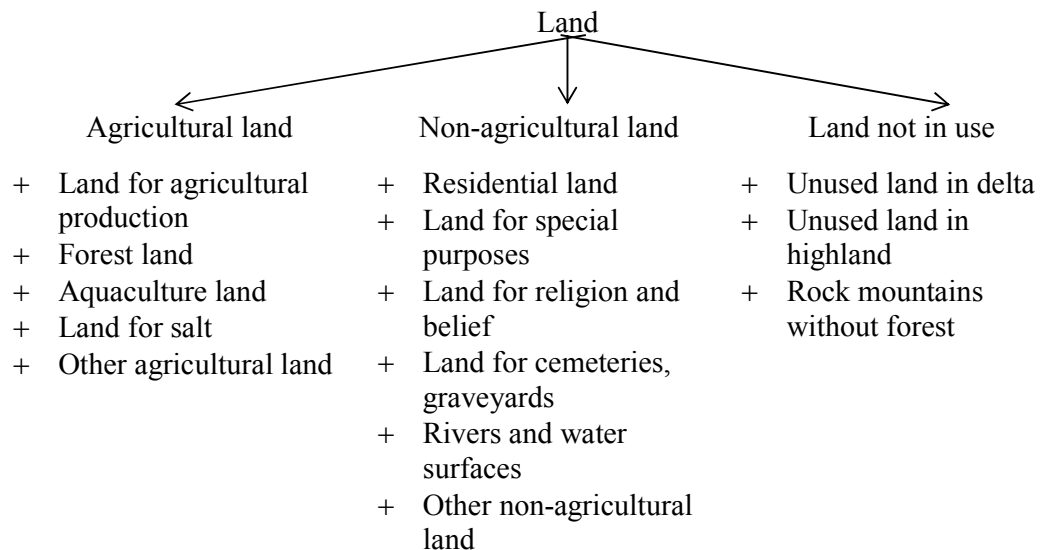 Land
Agricultural land
+ Land for agricultural
production
+ Forest land
+ Aquaculture land
+ Land for salt
+ Other agricultural land
Non-agricultural land
+ Residential land
+ Land for special
purposes
+ Land for religion and
belief
+ Land for cemeteries,
graveyards
+ Rivers and water
surfaces
+ Other non-agricultural
land
Land not in use
+ Unused land in delta
+ Unused land in
highland
+ Rock mountains
without forest